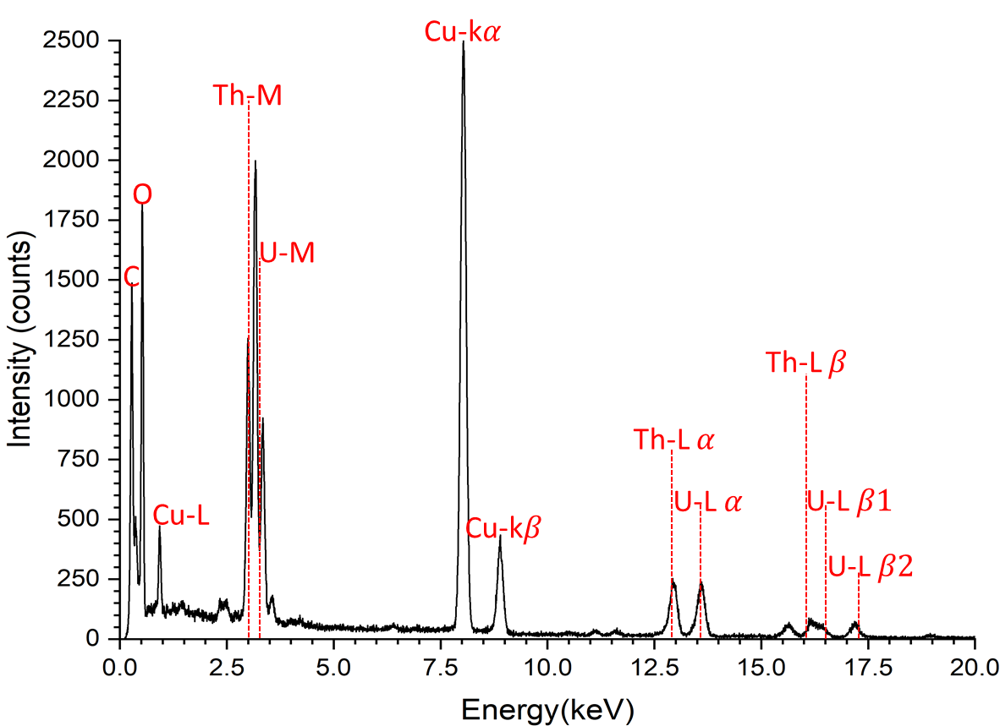 Cu-kα
2500
2250
Th-M
2000
O
1750
U-M
1500
C
1250
Th-L β
1000
Th-L α
750
U-L α
U-L β1
Cu-L
500
Cu-kβ
U-L β2
250
0
0.0 2.5 5.0 7.5 10.0 12.5 15.0 17.5 20.0
Energy(keV)
Intensity (counts)